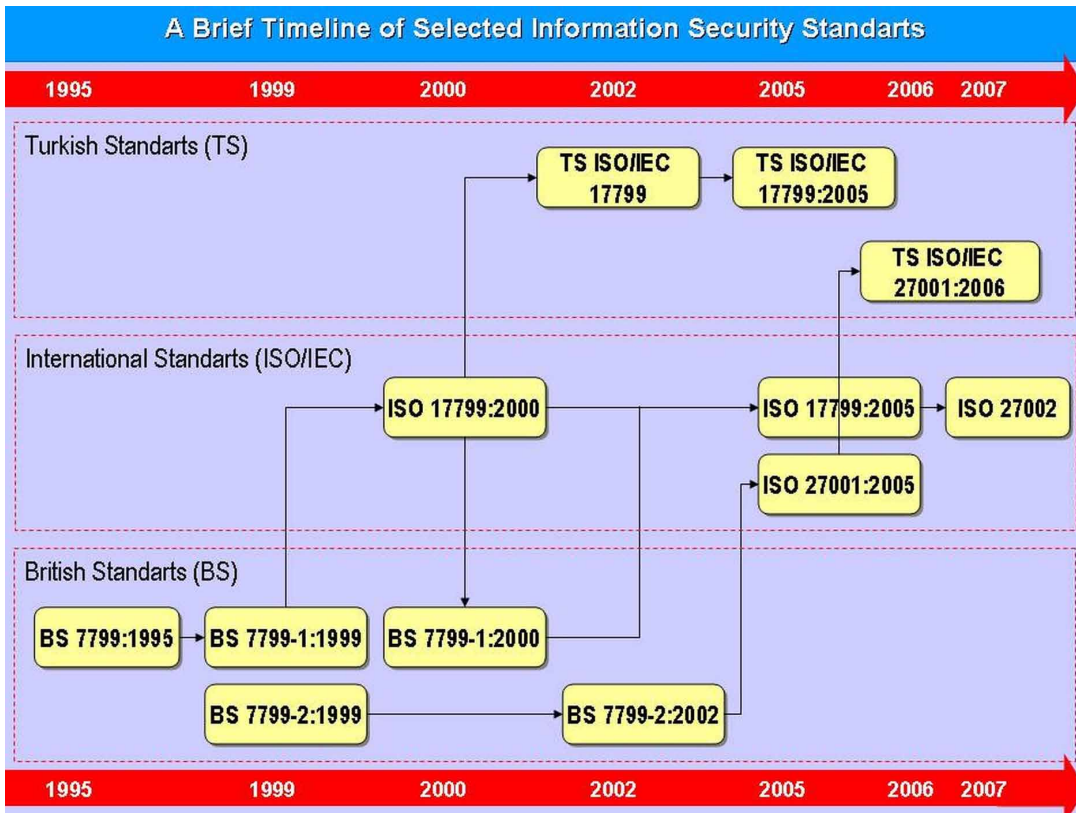 A Brief Timeline of Selected Information Security Standarts
1995 1999 2000 2002 2005 2006 2007
Turkish Standarts (TS)
TS ISO/IEC
17799
TS ISO/IEC
17799:2005
TS ISO/IEC
27001:2006
International Standarts (ISO/IEC)
ISO 17799:2000
ISO 17799:2005
ISO 27002
ISO 27001:2005
British Standarts (BS)
BS 7799:1995
BS 7799-1:1999
BS 7799-1:2000
BS 7799-2:1999
BS 7799-2:2002
1995 1999 2000 2002 2005 2006 2007